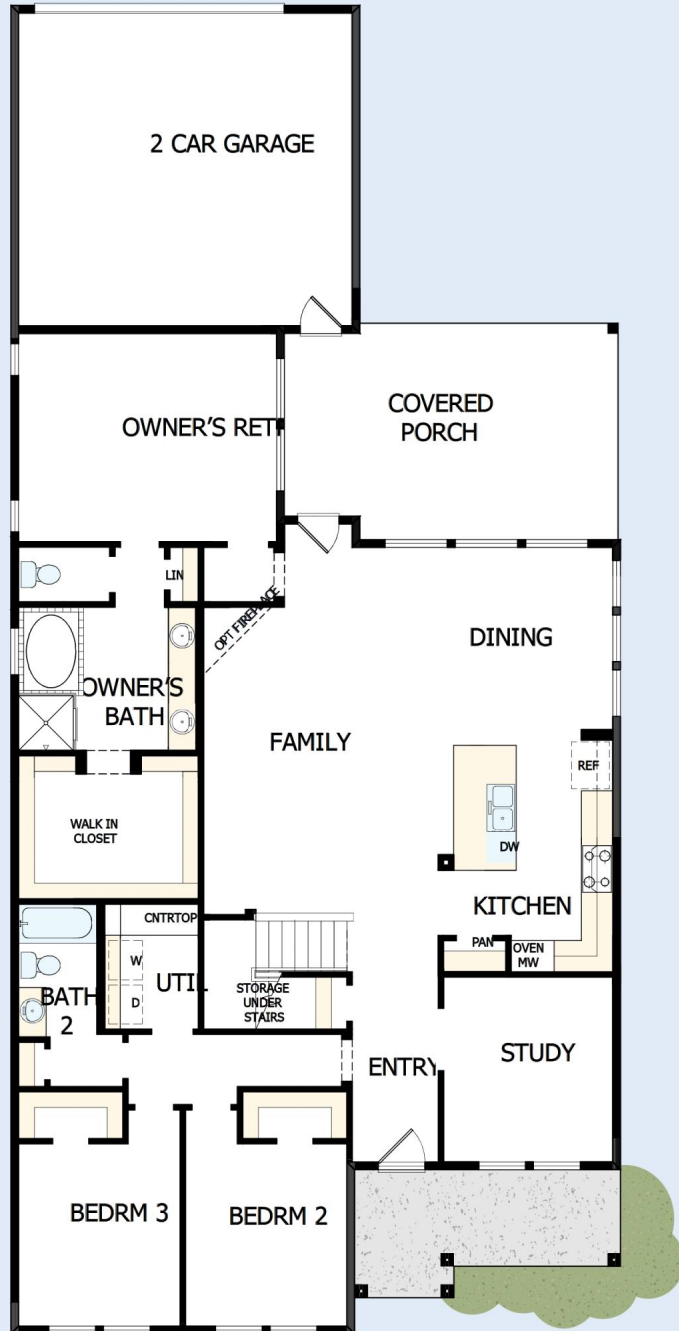 2 CAR GARAGE
OWNER'S RET
COVERED
PORCH
LIN
OPT FIREPLACE
DINING
OWNER'S
BATH
FAMILY
REF
WALK IN
CLOSET
DW
KITCHEN
CNTRTOP
PAN
OVEN
MW
W
UTIL
D
STORAGE
UNDER
STAIRS
BATH
2
STUDY
ENTRY
BEDRM 3
BEDRM 2